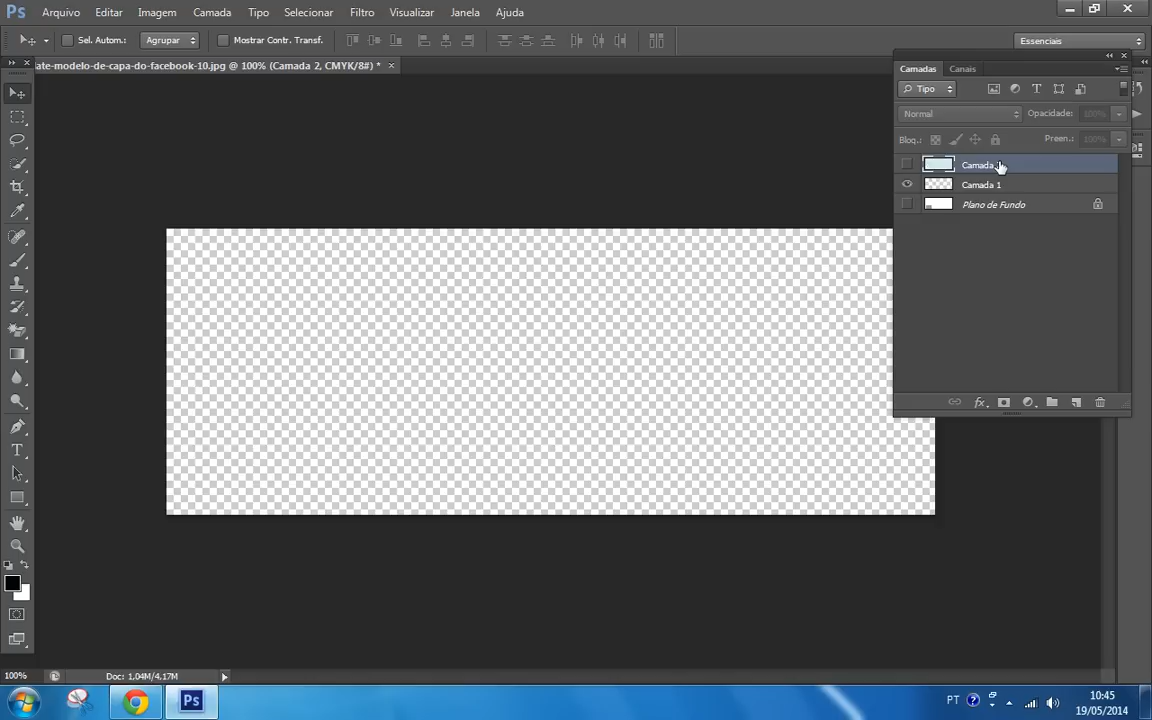 Ps Arquivo Editar Imagem Camada Tipo Selecionar Filtro Visualizar Janela Ajuda
Sel. Autom.: Agrupar Mostrar Contr. Transf. Essenciais
ate-modelo-de-capa-do-facebook-10.jpg @ 100% (Camada 2, CMYK/8#) *
Camadas Canais
Tipo
Normal Opacidade: 100%
Bloq.: Preen.: 100%
Camada
Camada 1
Plano de Fundo
100% Doc: 1,04M/4,17M
Ps PT 10:45
19/05/2014